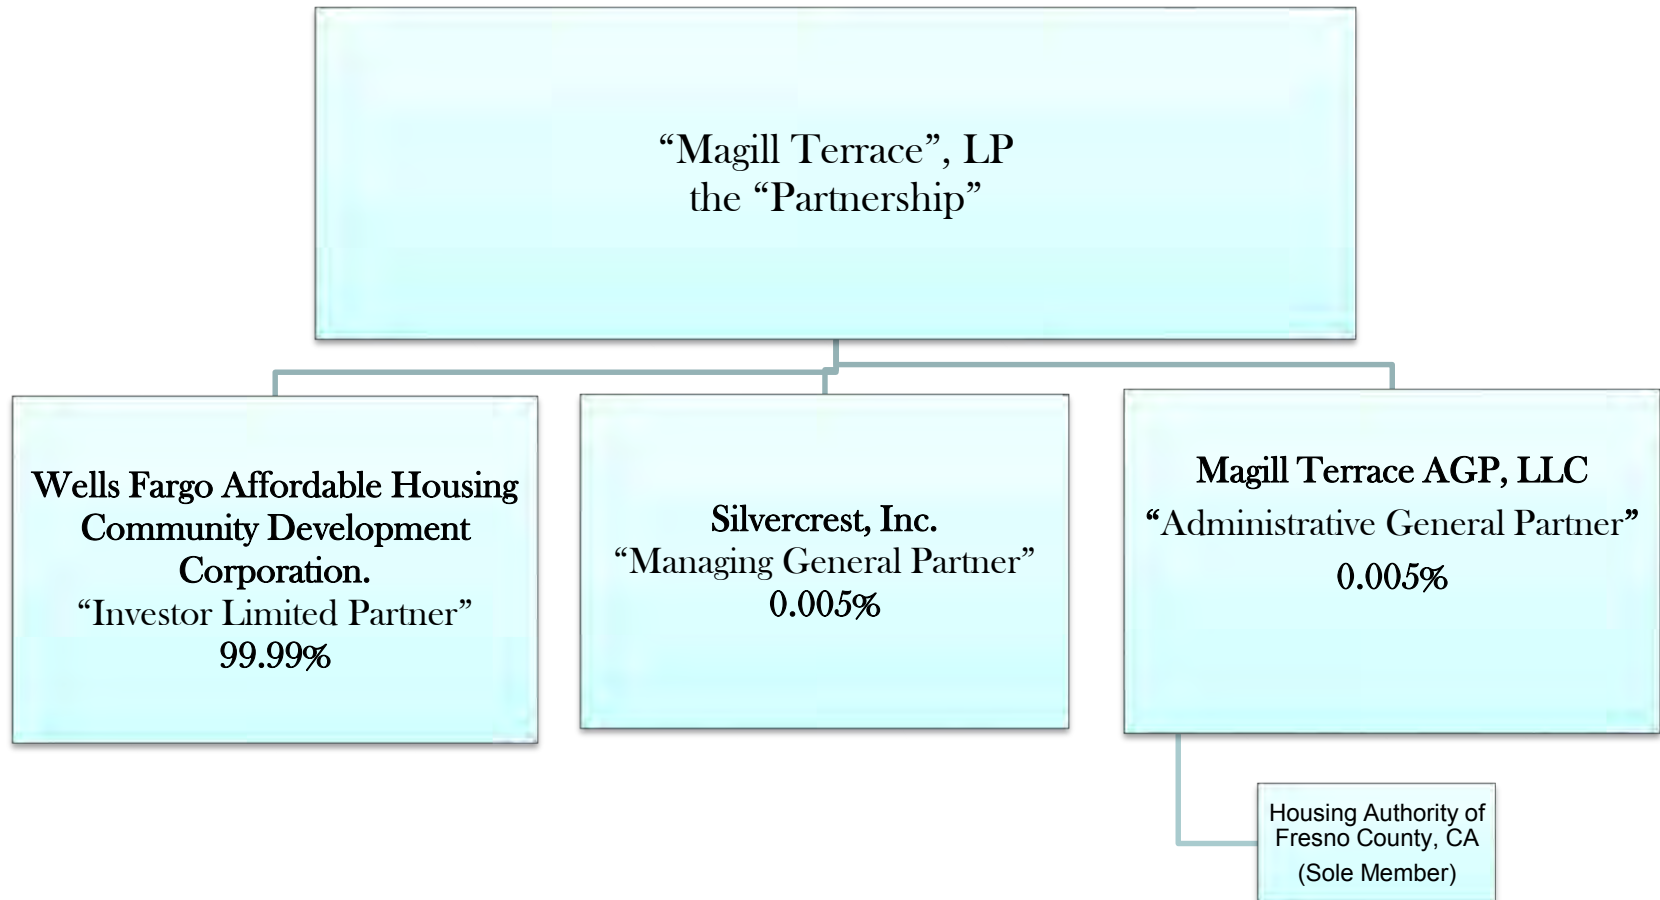 “Magill Terrace”, LP
the “Partnership”
Wells Fargo Affordable Housing
Community Development
Corporation.
“Investor Limited Partner”
99.99%
Silvercrest, Inc.
“Managing General Partner”
0.005%
Magill Terrace AGP, LLC
“Administrative General Partner”
0.005%
Housing Authority of
Fresno County, CA
(Sole Member)